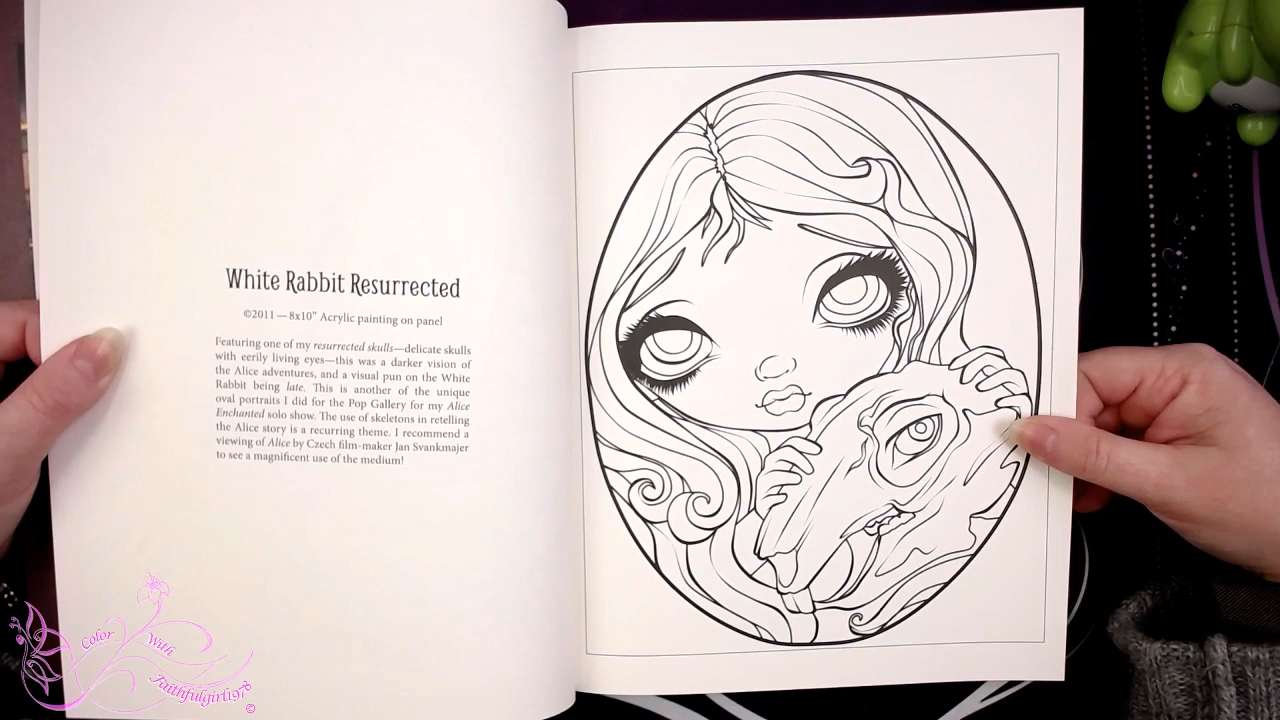 White Rabbit Resurrected
©2011—8x10" Acrylic painting on panel
Featuring one of my resurrected skulls—delicate skulls
with eerily living eyes—this was a darker vision of
the Alice adventures, and a visual pun on the White
Rabbit being late. This is another of the unique
oval portraits I did for the Pop Gallery for my Alice
Enchanted solo show. The use of skeletons in retelling
the Alice story is a recurring theme. I recommend a
viewing of Alice by Czech film-maker Jan Svankmajer
to see a magnificent use of the medium!
Color With
Faithfulgirl1978
©